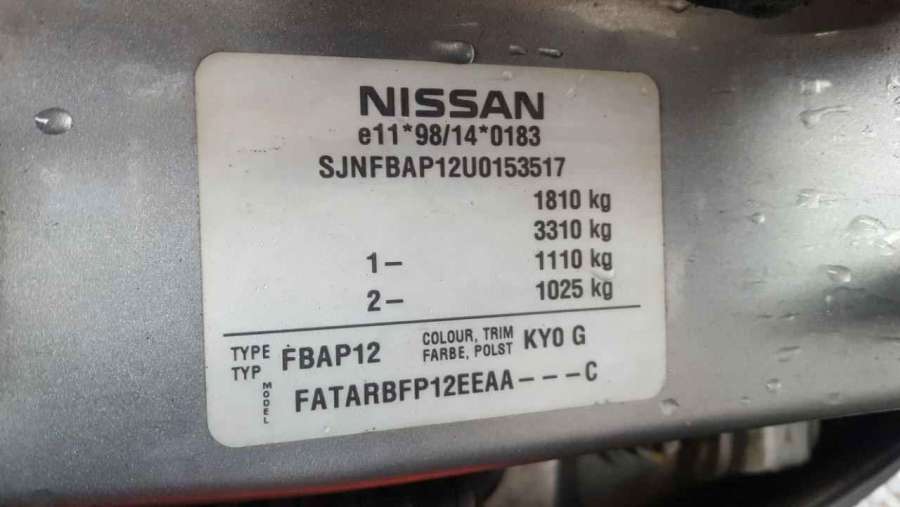 NISSAN
e11*98/14*0183
SJNFBAP12U0153517
1810 kg
3310 kg
1– 1110 kg
2– 1025 kg
TYPE TYP FBAP12 COLOUR, TRIM FARBE, POLST KY0 G
MODEL FATARBFP12EEAA–––C